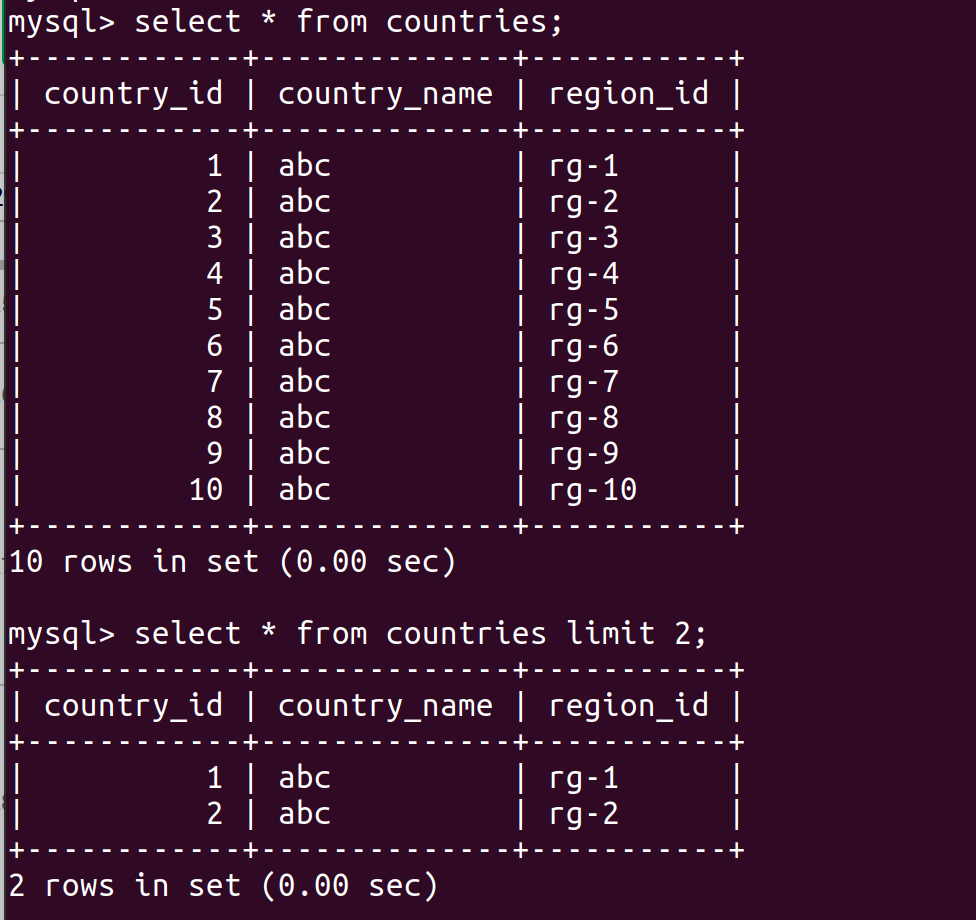 mysql> select * from countries;
+------------+--------------+-----------+
| country_id | country_name | region_id |
+------------+--------------+-----------+
|          1 | abc          | rg-1      |
|          2 | abc          | rg-2      |
|          3 | abc          | rg-3      |
|          4 | abc          | rg-4      |
|          5 | abc          | rg-5      |
|          6 | abc          | rg-6      |
|          7 | abc          | rg-7      |
|          8 | abc          | rg-8      |
|          9 | abc          | rg-9      |
|         10 | abc          | rg-10     |
+------------+--------------+-----------+
10 rows in set (0.00 sec)

mysql> select * from countries limit 2;
+------------+--------------+-----------+
| country_id | country_name | region_id |
+------------+--------------+-----------+
|          1 | abc          | rg-1      |
|          2 | abc          | rg-2      |
+------------+--------------+-----------+
2 rows in set (0.00 sec)